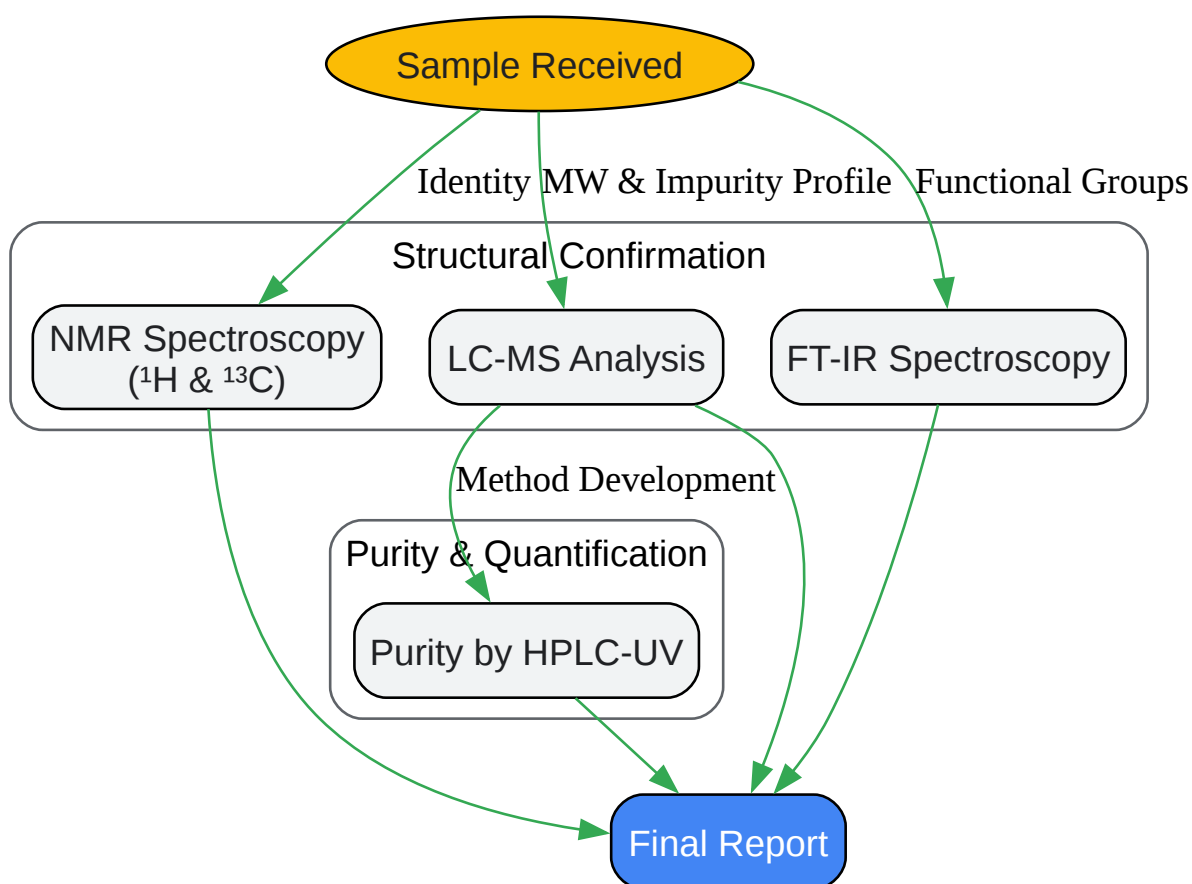 Sample Received
Identity
MW & Impurity Profile
Functional Groups
Structural Confirmation
NMR Spectroscopy
(¹H & ¹³C)
LC-MS Analysis
FT-IR Spectroscopy
Method Development
Purity & Quantification
Purity by HPLC-UV
Final Report